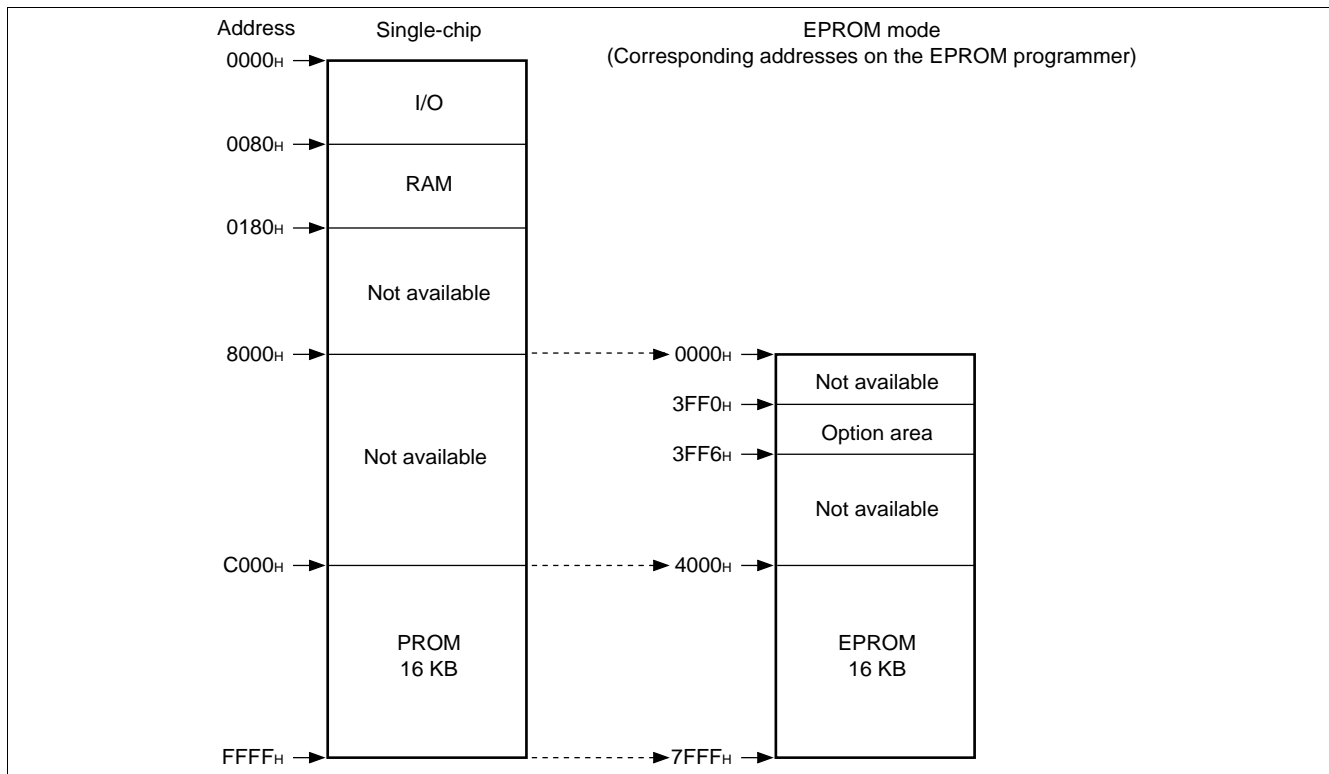 Address Single-chip EPROM mode
(Corresponding addresses on the EPROM programmer)
0000H
I/O
0080H
RAM
0180H
Not available
8000H 0000H
Not available
3FF0H
Option area
Not available 3FF6H
Not available
C000H 4000H
PROM
16 KB
EPROM
16 KB
FFFFH 7FFFH